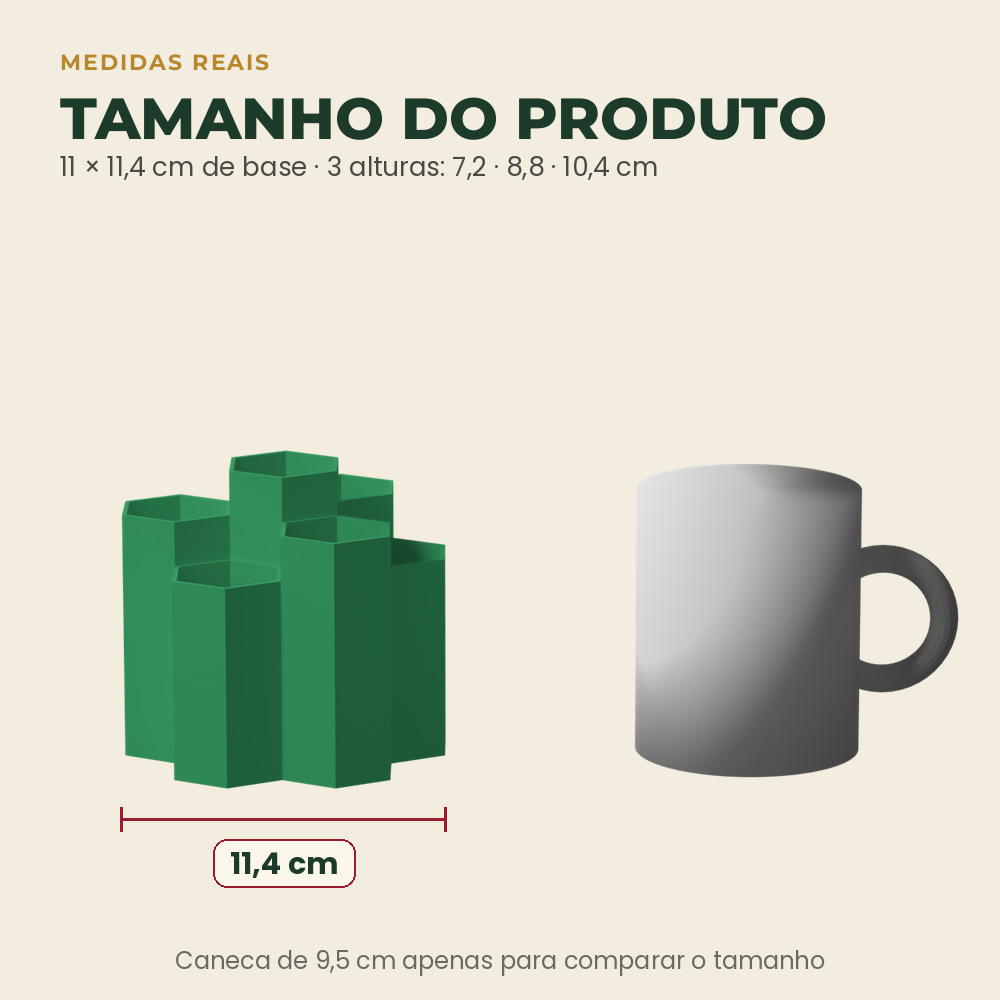 MEDIDAS REAIS
TAMANHO DO PRODUTO
11 × 11,4 cm de base · 3 alturas: 7,2 · 8,8 · 10,4 cm
11,4 cm
Caneca de 9,5 cm apenas para comparar o tamanho